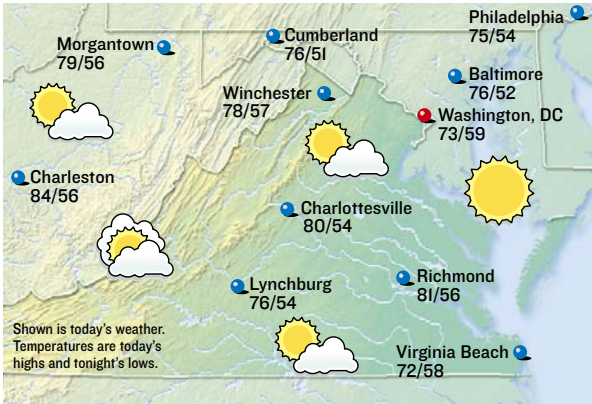 Philadelphia
75/54
Cumberland
76/51
Morgantown
79/56
Baltimore
76/52
Winchester
78/57
Washington, DC
73/59
Charleston
84/56
Charlottesville
80/54
Richmond
81/56
Lynchburg
76/54
Shown is today's weather.
Temperatures are today's
highs and tonight's lows.
Virginia Beach
72/58